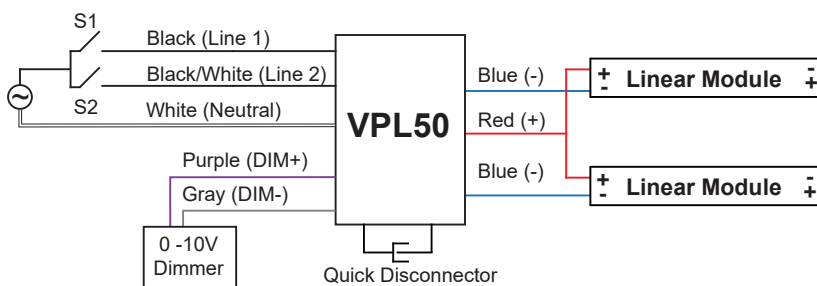 S1
Black (Line 1)
Black/White (Line 2)
S2
White (Neutral)
Purple (DIM+)
Gray (DIM-)
0 -10V
Dimmer
VPL50
Quick Disconnector
Blue (-)
Red (+)
Blue (-)
+ Linear Module -
- +
+ Linear Module -
- +